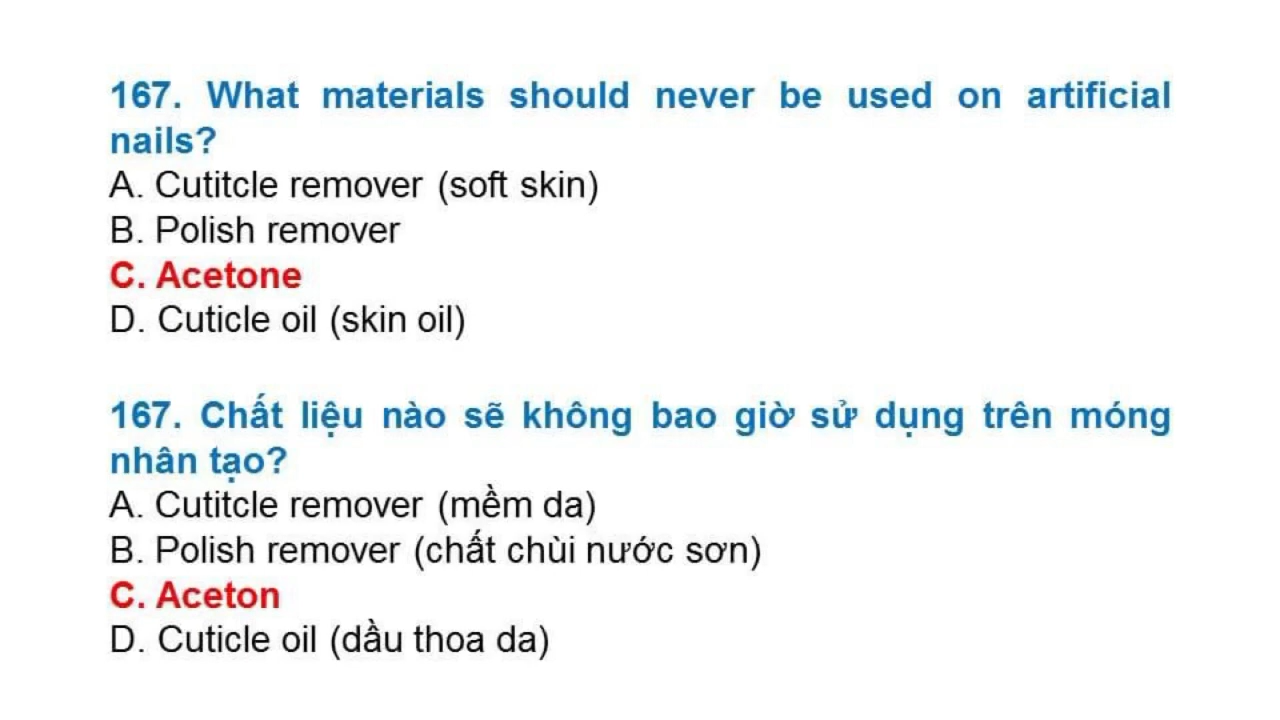 167. What materials should never be used on artificial
nails?
A. Cutitcle remover (soft skin)
B. Polish remover
C. Acetone
D. Cuticle oil (skin oil)
167. Chất liệu nào sẽ không bao giờ sử dụng trên móng
nhân tạo?
A. Cutitcle remover (mềm da)
B. Polish remover (chất chùi nước sơn)
C. Aceton
D. Cuticle oil (dầu thoa da)